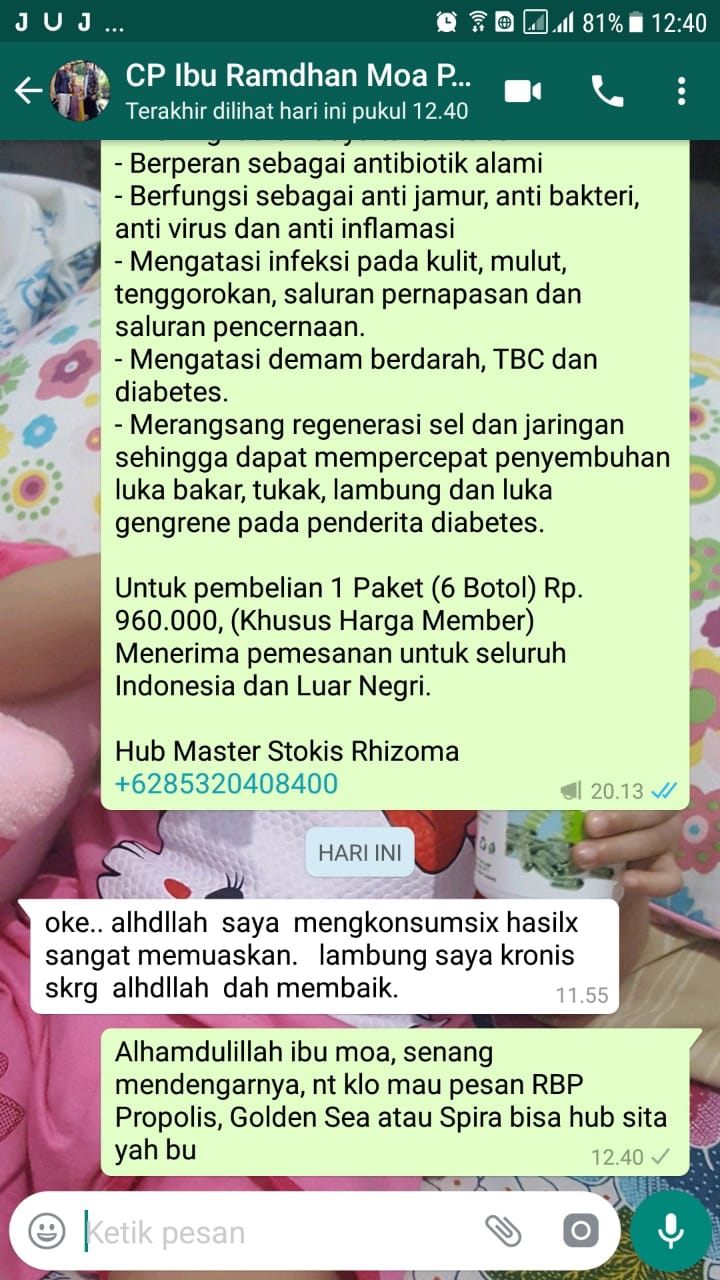 J U J ...
81% 12:40
CP Ibu Ramdhan Moa P...
Terakhir dilihat hari ini pukul 12.40
- Berperan sebagai antibiotik alami
- Berfungsi sebagai anti jamur, anti bakteri,
anti virus dan anti inflamasi
- Mengatasi infeksi pada kulit, mulut,
tenggorokan, saluran pernapasan dan
saluran pencernaan.
- Mengatasi demam berdarah, TBC dan
diabetes.
- Merangsang regenerasi sel dan jaringan
sehingga dapat mempercepat penyembuhan
luka bakar, tukak, lambung dan luka
gengrene pada penderita diabetes.
Untuk pembelian 1 Paket (6 Botol) Rp.
960.000, (Khusus Harga Member)
Menerima pemesanan untuk seluruh
Indonesia dan Luar Negri.
Hub Master Stokis Rhizoma
+6285320408400
20.13
HARI INI
oke.. alhdllah saya mengkonsumsix hasilx
sangat memuaskan. lambung saya kronis
skrg alhdllah dah membaik.
11.55
Alhamdulillah ibu moa, senang
mendengarnya, nt klo mau pesan RBP
Propolis, Golden Sea atau Spira bisa hub sita
yah bu
12.40
Ketik pesan